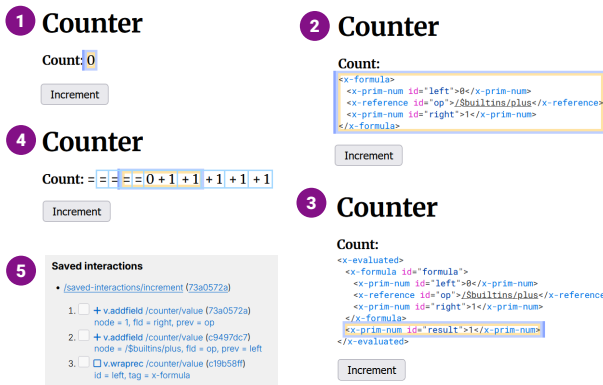 1 Counter
Count: 0
Increment
2 Counter
Count:
<x-formula>
<x-prim-num id="left">0</x-prim-num>
<x-reference id="op">/$builtins/plus</x-reference>
<x-prim-num id="right">1</x-prim-num>
</x-formula>
Increment
3 Counter
Count:
<x-evaluated>
<x-formula id="formula">
<x-prim-num id="left">0</x-prim-num>
<x-reference id="op">/$builtins/plus</x-reference
<x-prim-num id="right">1</x-prim-num>
</x-formula>
<x-prim-num id="result">1</x-prim-num>
</x-evaluated>
Increment
4 Counter
Count: = = = = = 0 + 1 + 1 + 1 + 1 + 1
Increment
5 Saved interactions
• /saved-interactions/increment (73a0572a)
1. + v.addfield /counter/value (73a0572a)
node = 1, fld = right, prev = op
2. + v.addfield /counter/value (c9497dc7)
node = /$builtins/plus, fld = op, prev = left
3. v.wraprec /counter/value (c19b58ff)
id = left, tag = x-formula